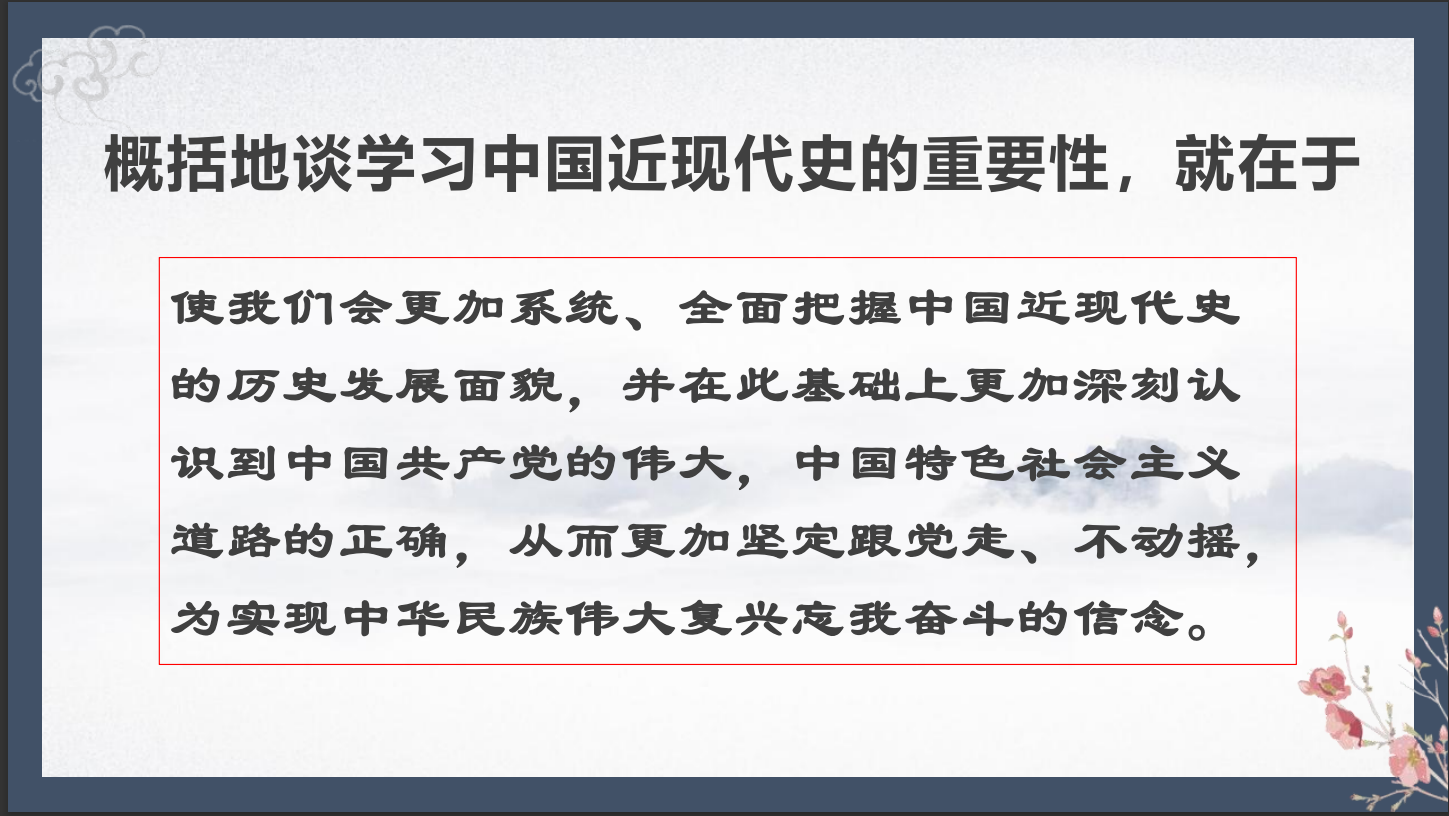 概括地谈学习中国近现代史的重要性，就在于
使我们会更加系统、全面把握中国近现代史
的历史发展面貌，并在此基础上更加深刻认
识到中国共产党的伟大，中国特色社会主义
道路的正确，从而更加坚定跟党走、不动摇，
为实现中华民族伟大复兴忘我奋斗的信念。